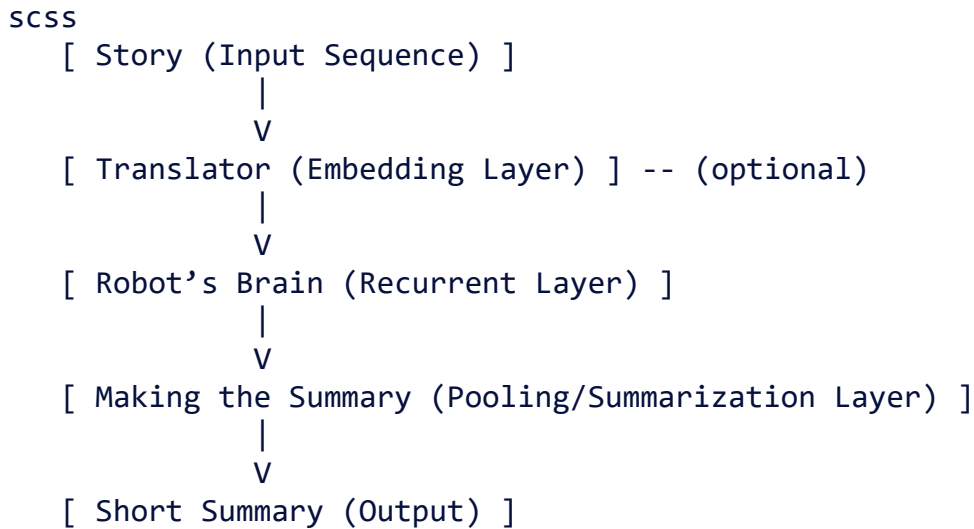 scss
[ Story (Input Sequence) ]
|
V
[ Translator (Embedding Layer) ] -- (optional)
|
V
[ Robot’s Brain (Recurrent Layer) ]
|
V
[ Making the Summary (Pooling/Summarization Layer) ]
|
V
[ Short Summary (Output) ]